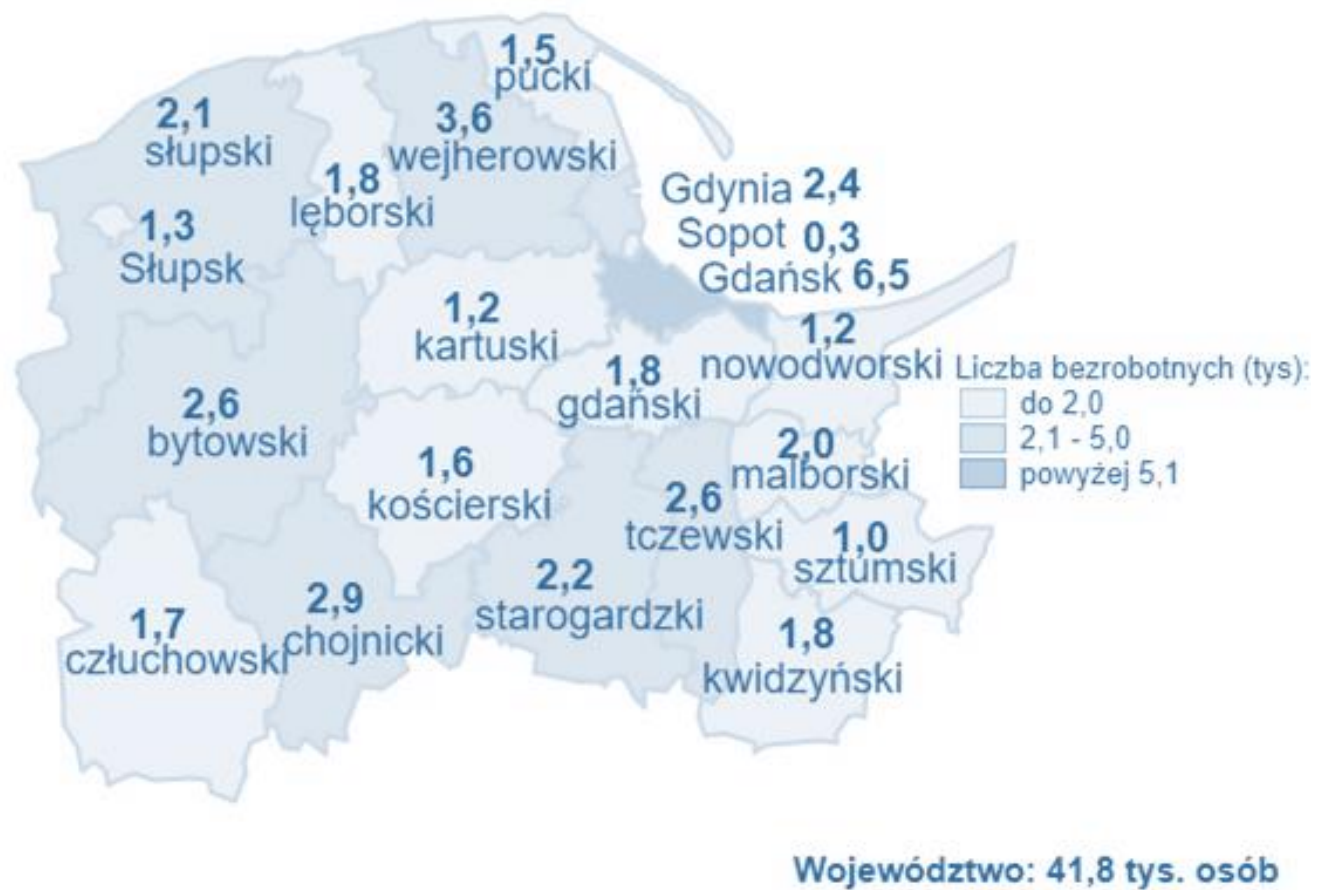 1,5
pucki
2,1
słupski
3,6
wejherowski
1,8
lęborski
Gdynia 2,4
Sopot 0,3
Gdańsk 6,5
1,3
Słupsk
1,2
kartuski
1,2
nowodworski
1,8
gdański
Liczba bezrobotnych (tys):
do 2,0
2,1 - 5,0
powyżej 5,1
2,6
bytowski
1,6
kościerski
2,0
malborski
2,6
tczewski
1,0
sztumski
2,2
starogardzki
2,9
chojnicki
1,7
człuchowski
1,8
kwidzyński
Województwo: 41,8 tys. osób